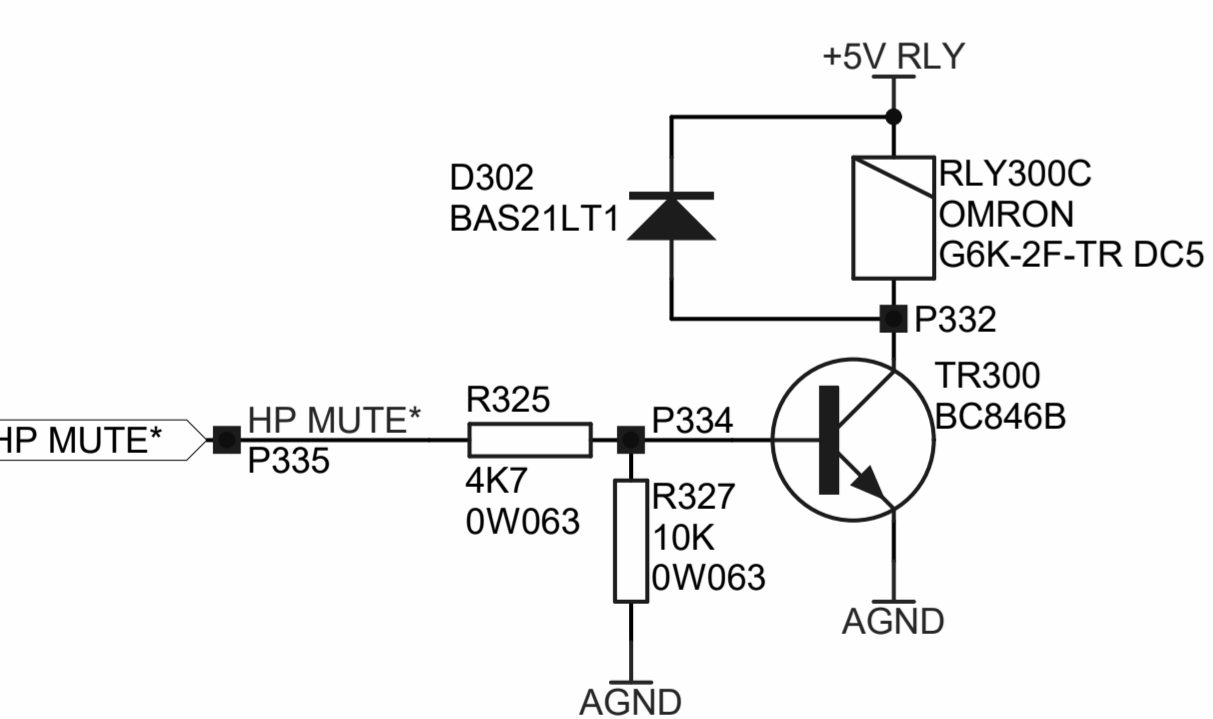 +5V RLY
D302
BAS21LT1
RLY300C
OMRON
G6K-2F-TR DC5
P332
TR300
BC846B
HP MUTE*
HP MUTE*
P335
R325
4K7
0W063
P334
R327
10K
0W063
AGND
AGND